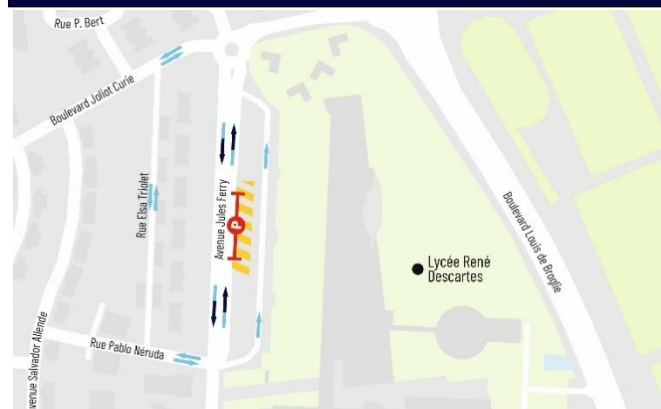 Rue P. Bert
Boulevard Joliot Curie
Rue Elsa Triolet
Avenue Jules Ferry
P
Boulevard Louis de Broglie
Lycée René
Descartes
Rue Pablo Néruda
venue Salvador Allende